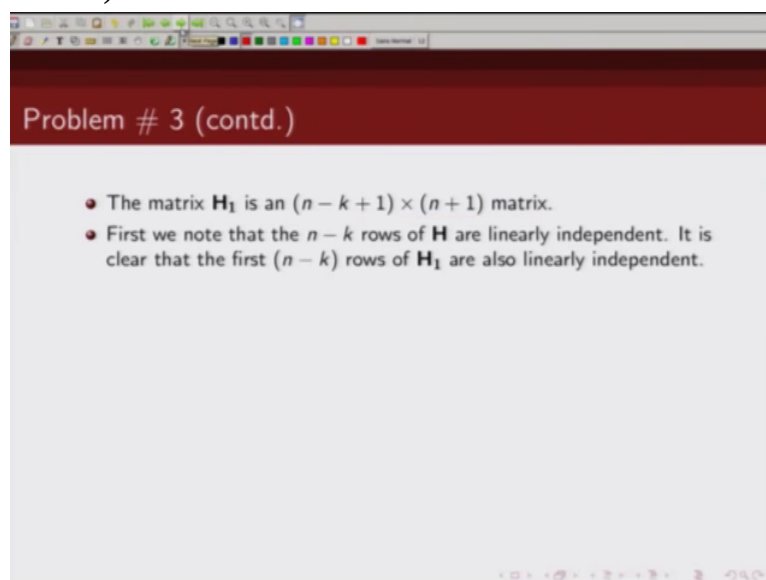 Problem # 3 (contd.)
The matrix H₁ is an (n − k + 1) × (n + 1) matrix.
First we note that the n − k rows of H are linearly independent. It is
clear that the first (n − k) rows of H₁ are also linearly independent.